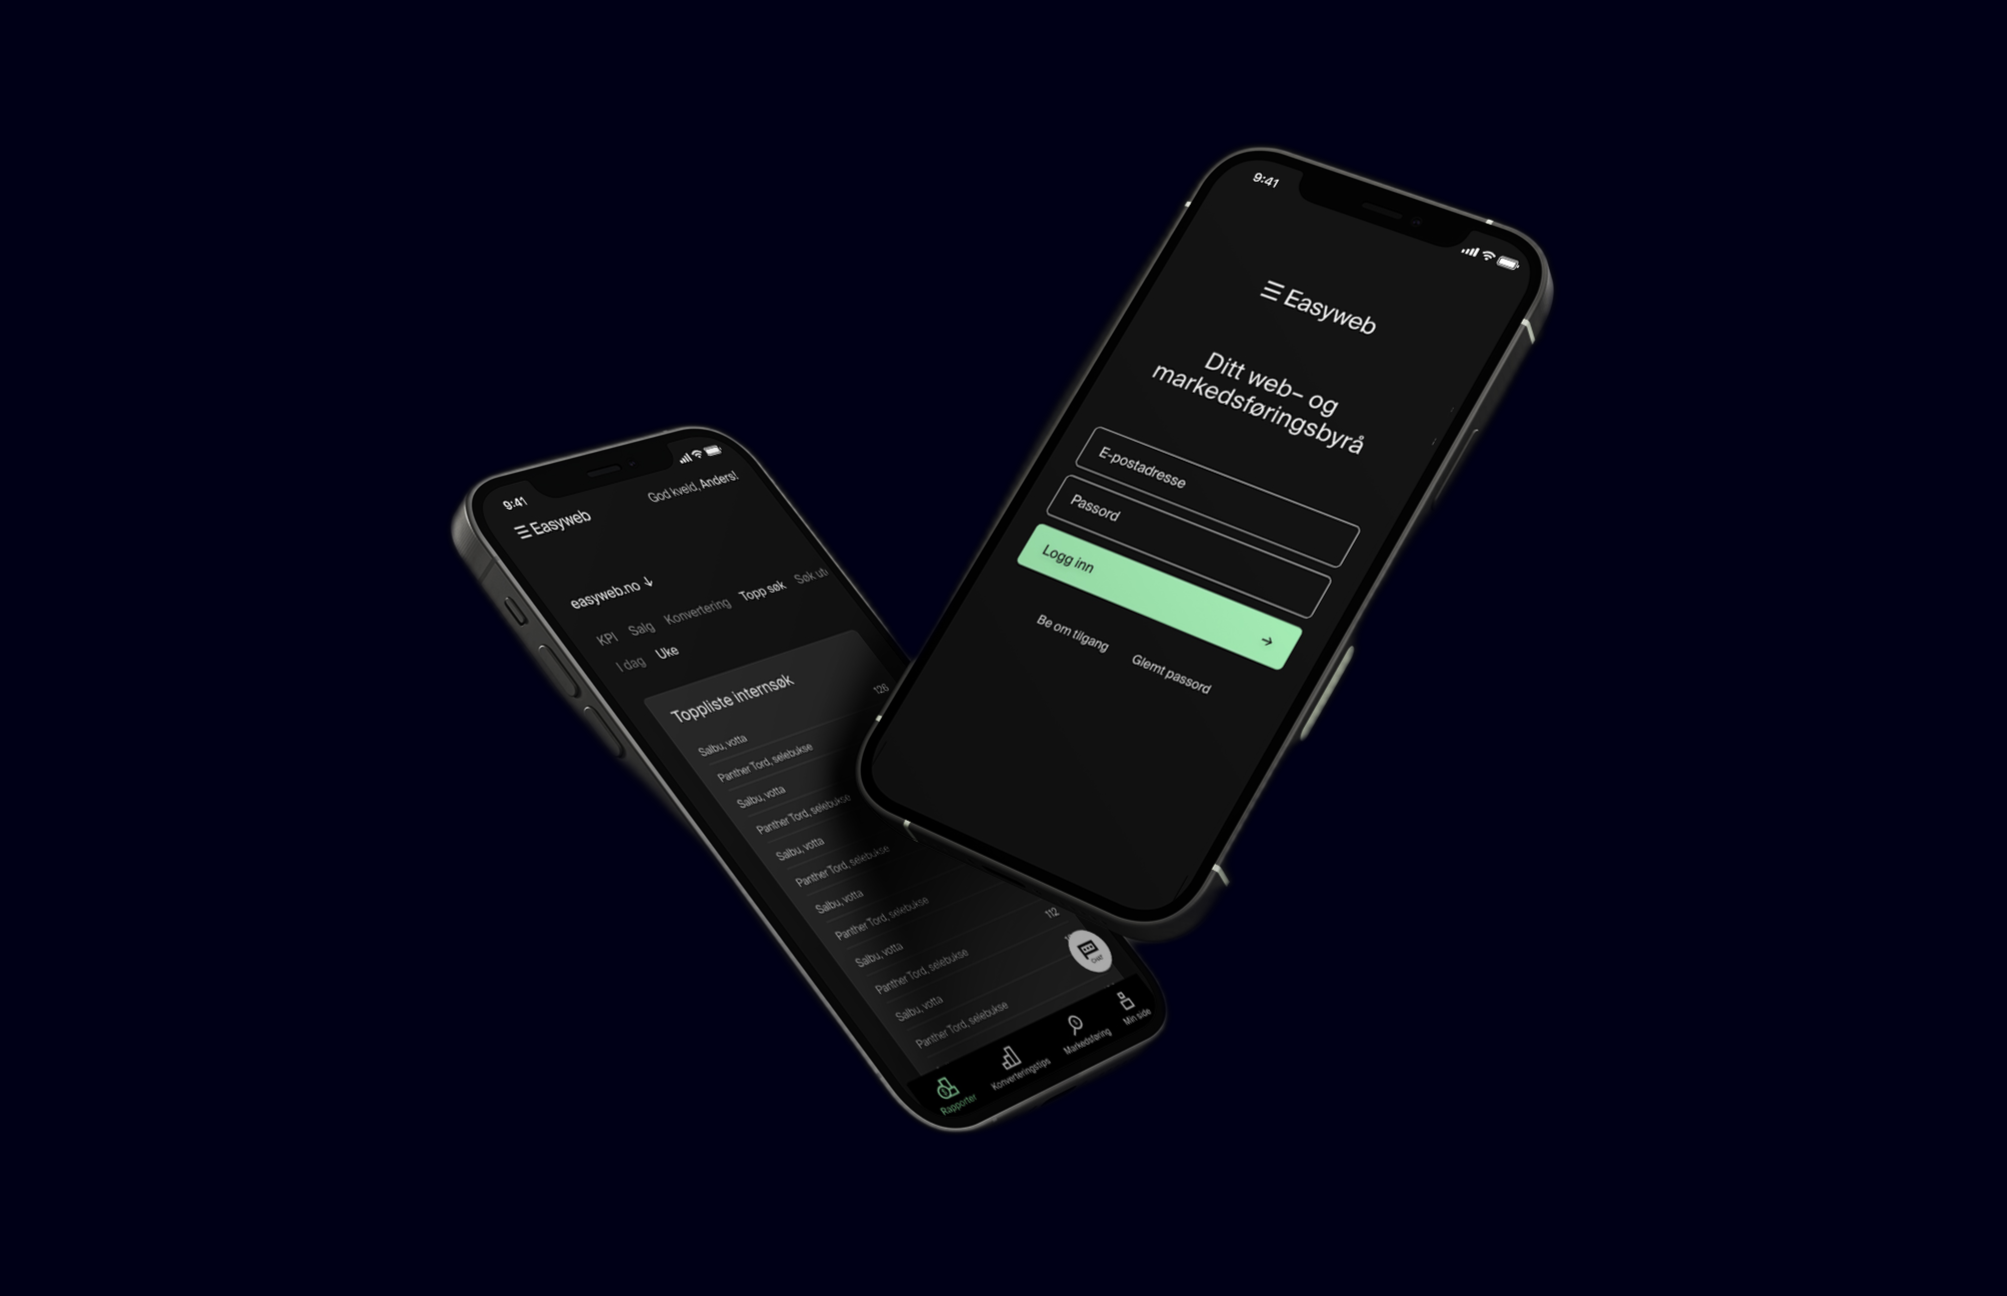 9:41
Easyweb
Ditt web– og
markedsføringsbyrå
E-postadresse
Passord
Logg inn
Be om tilgang
Glemt passord
9:41
God kveld, Anders!
Easyweb
easyweb.no
KPI Salg Konvertering Topp søk Søk ut
I dag Uke
Toppliste internsøk
126
Salbu, votta
Panther Tord, selebukse
Salbu, votta
Panther Tord, selebukse
Salbu, votta
Panther Tord, selebukse
Salbu, votta
Panther Tord, selebukse
Salbu, votta
112
Panther Tord, selebukse
Salbu, votta
Panther Tord, selebukse
CHAT
Rapporter
Konverteringstips
Markedsføring
Min side